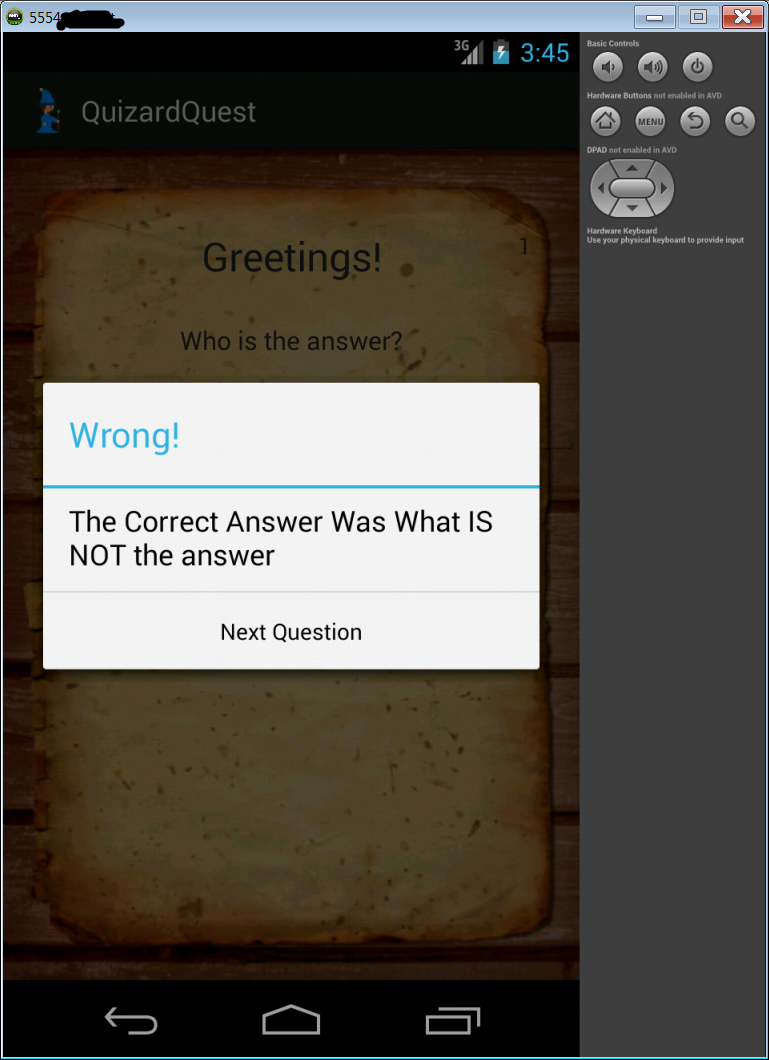 5554
Basic Controls
3G 3:45
QuizardQuest
Hardware Buttons not enabled in AVD
MENU
DPAD not enabled in AVD
Hardware Keyboard
Use your physical keyboard to provide input
Greetings!
1
Who is the answer?
Wrong!
The Correct Answer Was What IS
NOT the answer
Next Question